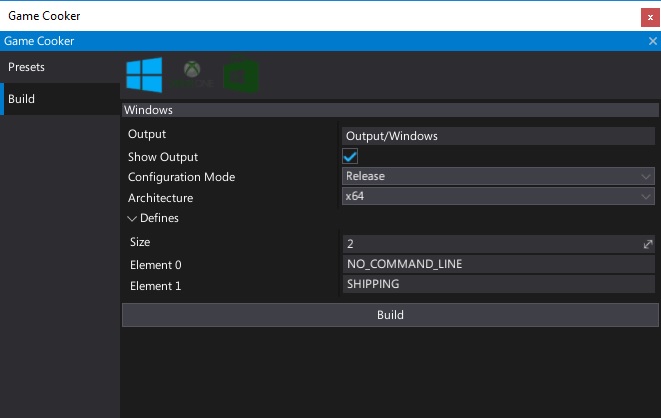 Game Cooker
Game Cooker
Presets
Build
Windows
Output
Output/Windows
Show Output
Configuration Mode
Release
Architecture
x64
Defines
Size
2
Element 0
NO_COMMAND_LINE
Element 1
SHIPPING
Build